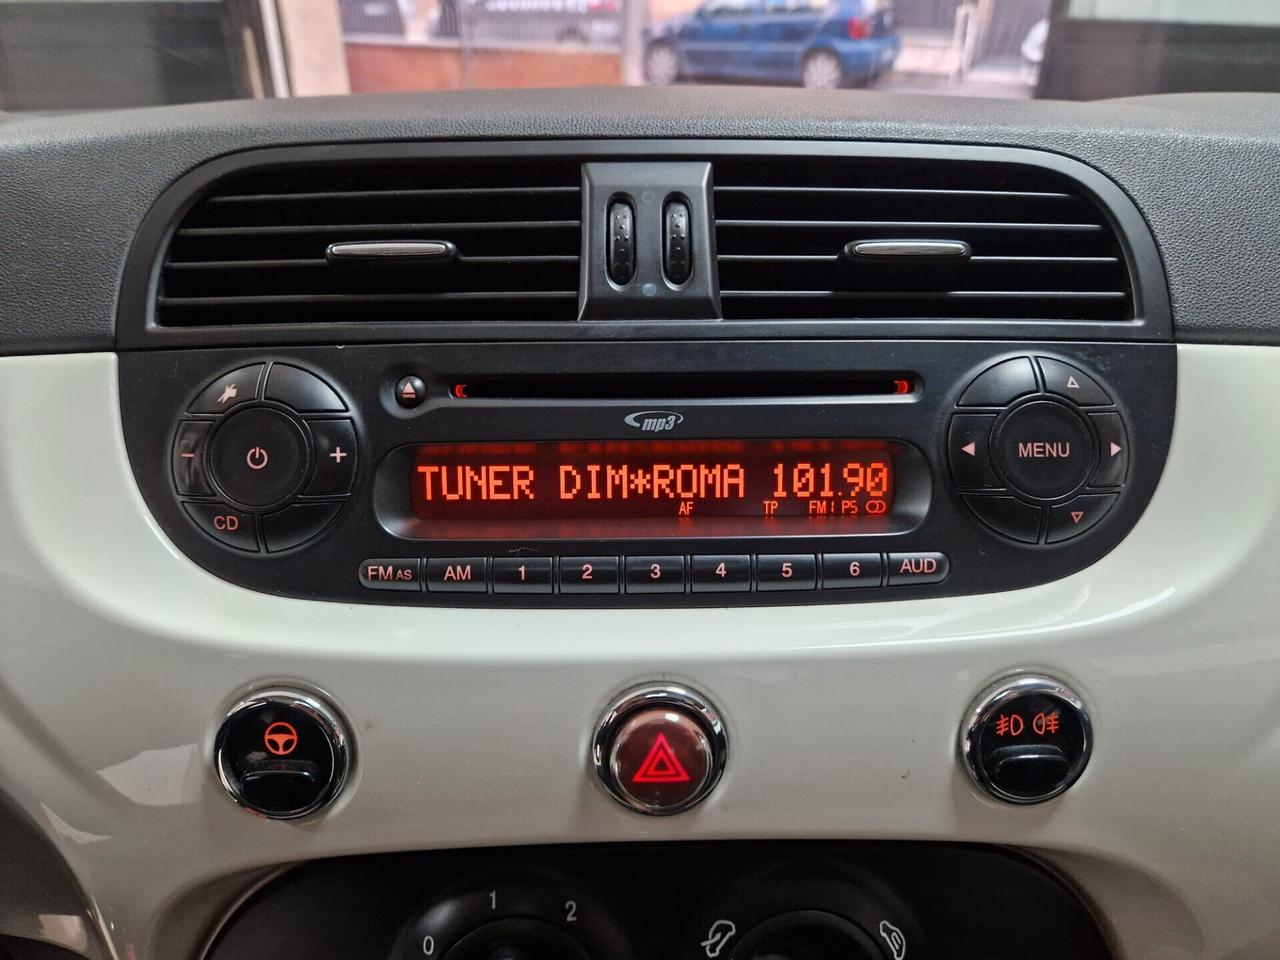 mp3
TUNER DIM*ROMA 101.90
AF TP FM1 PS
- +
CD
MENU
FM AS AM 1 2 3 4 5 6 AUD
0 1 2